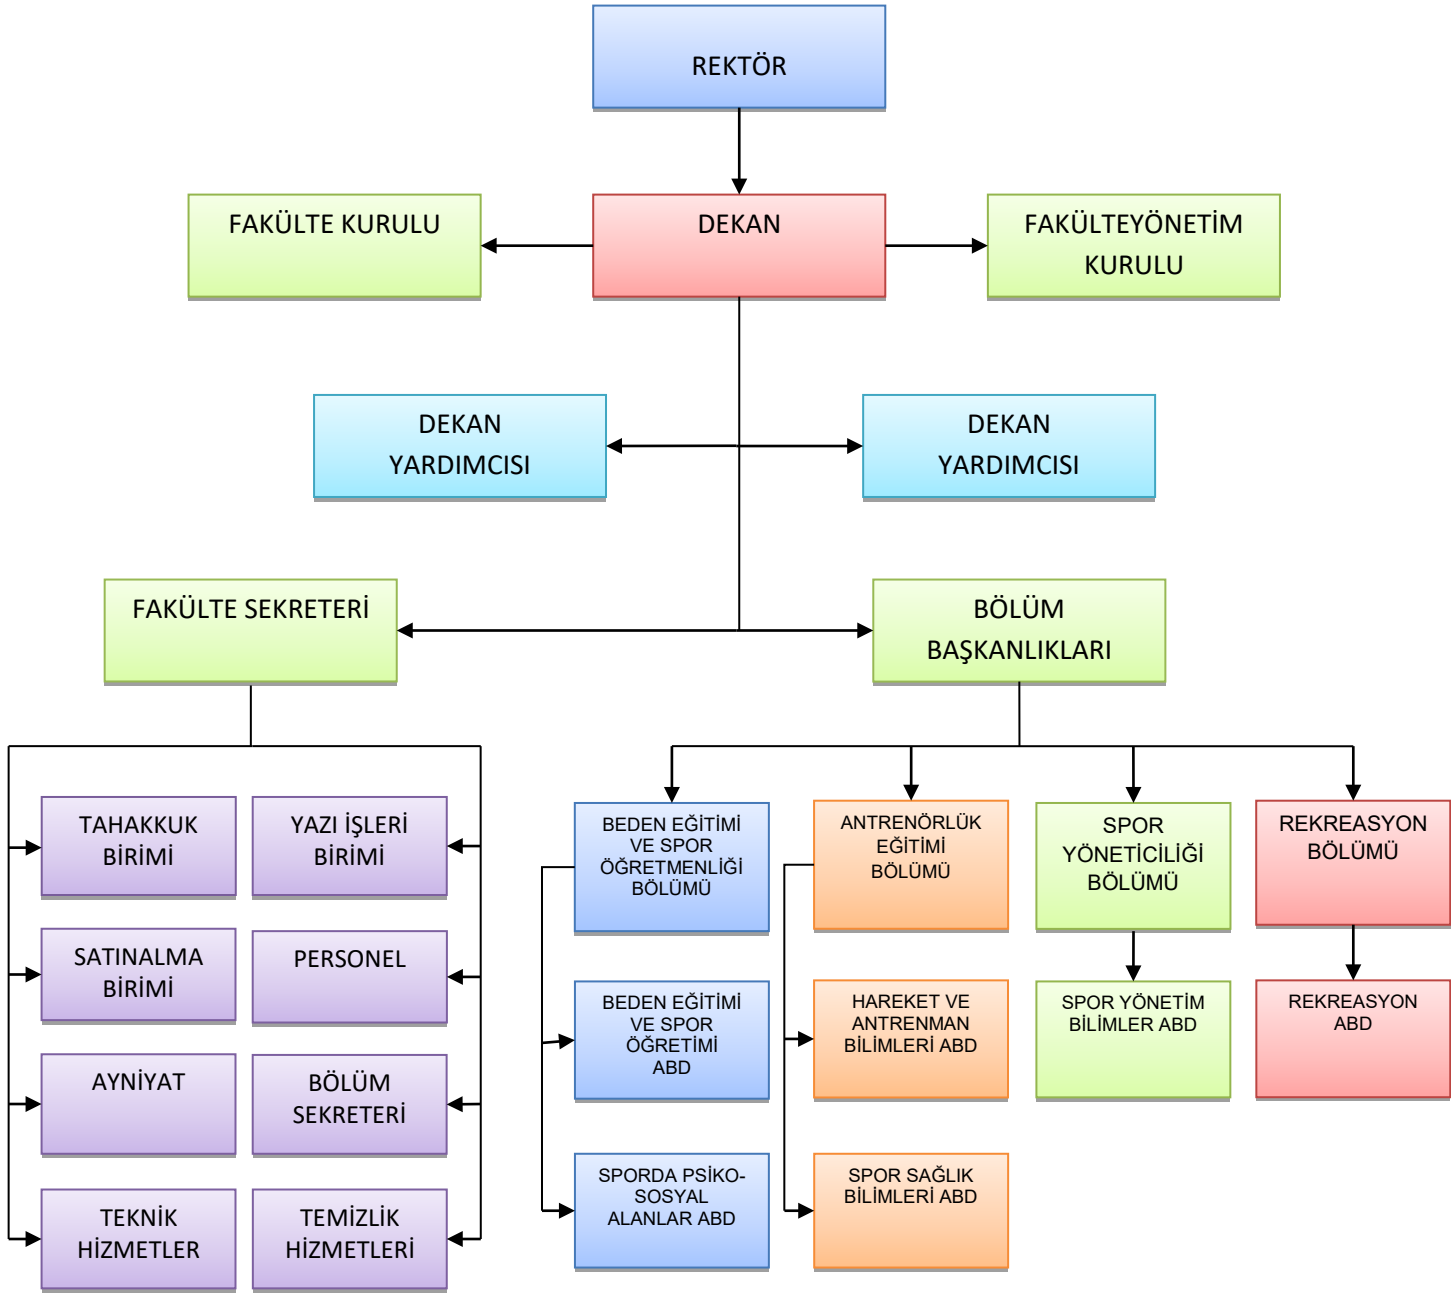 REKTÖR
FAKÜLTE KURULU
DEKAN
FAKÜLTEYÖNETİM
KURULU
DEKAN
YARDIMCISI
DEKAN
YARDIMCISI
FAKÜLTE SEKRETERİ
BÖLÜM
BAŞKANLIKLARI
TAHAKKUK
BİRİMİ
YAZI İŞLERİ
BİRİMİ
SATINALMA
BİRİMİ
PERSONEL
AYNİYAT
BÖLÜM
SEKRETERİ
TEKNİK
HİZMETLER
TEMİZLİK
HİZMETLERİ
BEDEN EĞİTİMİ
VE SPOR
ÖĞRETMENLİĞİ
BÖLÜMÜ
ANTRENÖRLÜK
EĞİTİMİ
BÖLÜMÜ
SPOR
YÖNETİCİLİĞİ
BÖLÜMÜ
REKREASYON
BÖLÜMÜ
BEDEN EĞİTİMİ
VE SPOR
ÖĞRETİMİ
ABD
HAREKET VE
ANTRENMAN
BİLİMLERİ ABD
SPOR YÖNETİM
BİLİMLER ABD
REKREASYON
ABD
SPORDA PSİKO-
SOSYAL
ALANLAR ABD
SPOR SAĞLIK
BİLİMLERİ ABD